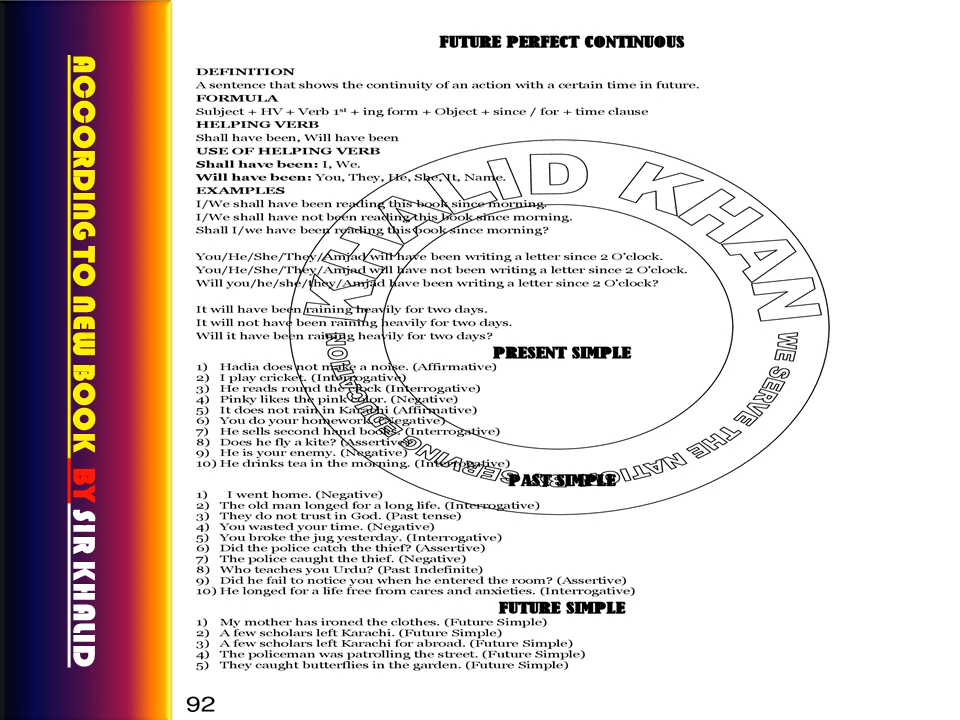 ACCORDING TO NEW BOOK BY SIR KHALID
FUTURE PERFECT CONTINUOUS
DEFINITION
A sentence that shows the continuity of an action with a certain time in future.
FORMULA
Subject + HV + Verb 1st + ing form + Object + since / for + time clause
HELPING VERB
Shall have been, Will have been
USE OF HELPING VERB
Shall have been: I, We.
Will have been: You, They, He, She, It, Name.
EXAMPLES
I/We shall have been reading this book since morning.
I/We shall have not been reading this book since morning.
Shall I/we have been reading this book since morning?
You/He/She/They/Amjad will have been writing a letter since 2 O'clock.
You/He/She/They/Amjad will have not been writing a letter since 2 O'clock.
Will you/he/she/they/Amjad have been writing a letter since 2 O'clock?
It will have been raining heavily for two days.
It will not have been raining heavily for two days.
Will it have been raining heavily for two days?
PRESENT SIMPLE
1) Hadia does not make a noise. (Affirmative)
2) I play cricket. (Interrogative)
3) He reads round the clock (Interrogative)
4) Pinky likes the pink color. (Negative)
5) It does not rain in Karachi (Affirmative)
6) You do your homework. (Negative)
7) He sells second hand books? (Interrogative)
8) Does he fly a kite? (Assertive)
9) He is your enemy. (Negative)
10) He drinks tea in the morning. (Interrogative)
PAST SIMPLE
1) I went home. (Negative)
2) The old man longed for a long life. (Interrogative)
3) They do not trust in God. (Past tense)
4) You wasted your time. (Negative)
5) You broke the jug yesterday. (Interrogative)
6) Did the police catch the thief? (Assertive)
7) The police caught the thief. (Negative)
8) Who teaches you Urdu? (Past Indefinite)
9) Did he fail to notice you when he entered the room? (Assertive)
10) He longed for a life free from cares and anxieties. (Interrogative)
FUTURE SIMPLE
1) My mother has ironed the clothes. (Future Simple)
2) A few scholars left Karachi. (Future Simple)
3) A few scholars left Karachi for abroad. (Future Simple)
4) The policeman was patrolling the street. (Future Simple)
5) They caught butterflies in the garden. (Future Simple)
92
KHALID KHAN
WE SERVE THE NATION
SERVING EDUCATION